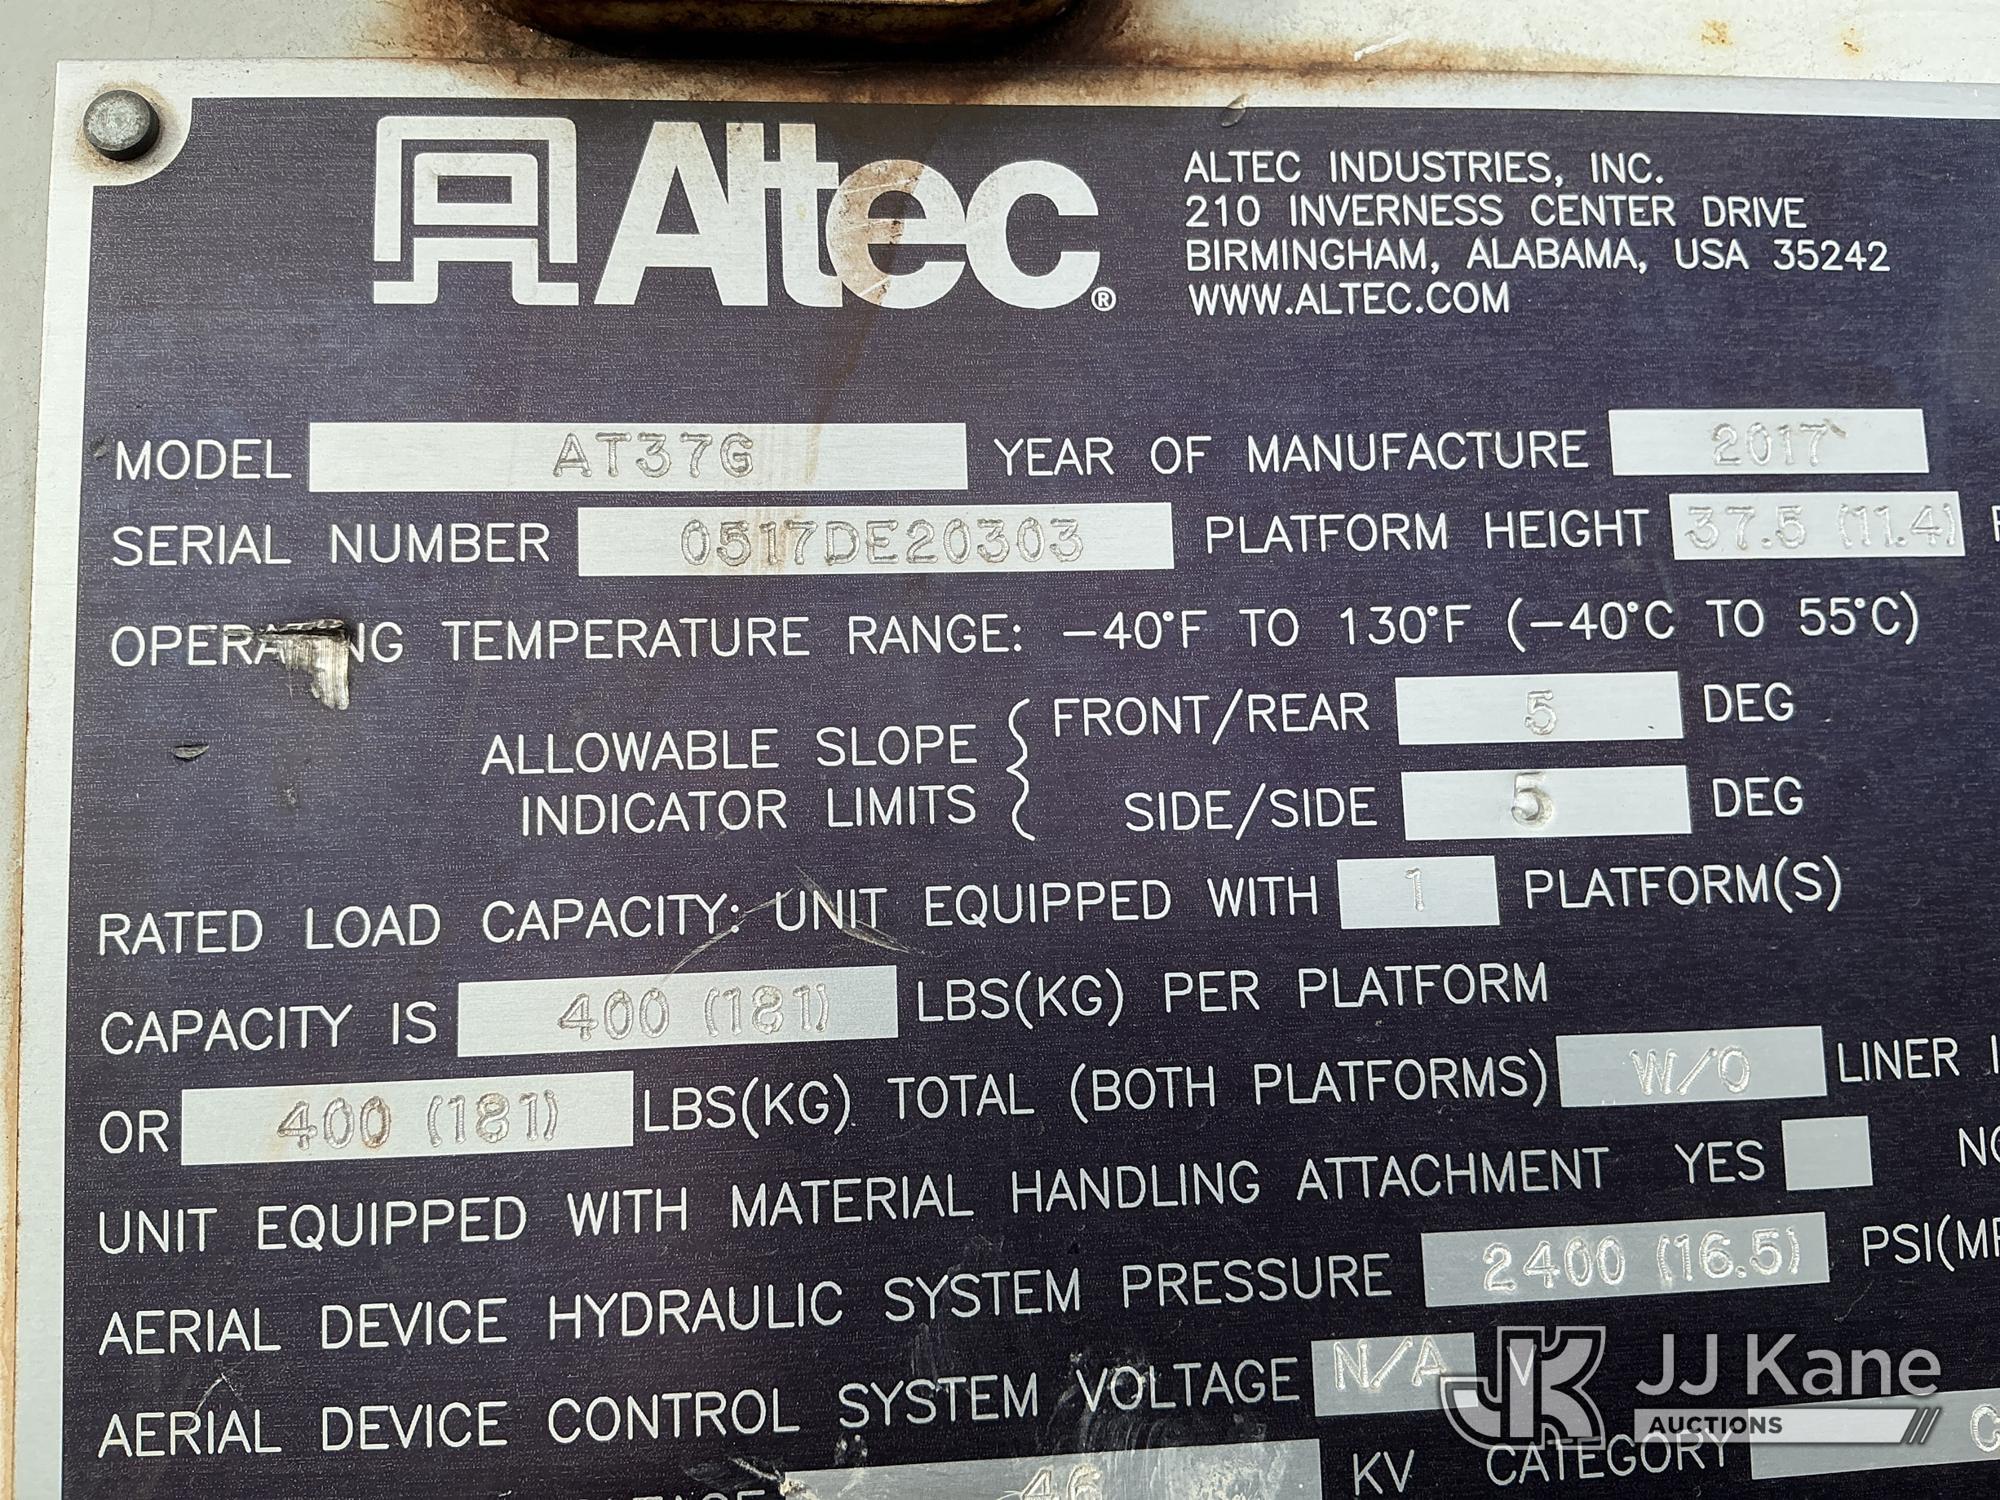 Altec®
ALTEC INDUSTRIES, INC.
210 INVERNESS CENTER DRIVE
BIRMINGHAM, ALABAMA, USA 35242
WWW.ALTEC.COM
MODEL AT37G YEAR OF MANUFACTURE 2017
SERIAL NUMBER 0517DE20303 PLATFORM HEIGHT 37.5 (11.4)
OPERATING TEMPERATURE RANGE: -40°F TO 130°F (-40°C TO 55°C)
ALLOWABLE SLOPE INDICATOR LIMITS
FRONT/REAR 5 DEG
SIDE/SIDE 5 DEG
RATED LOAD CAPACITY: UNIT EQUIPPED WITH 1 PLATFORM(S)
CAPACITY IS 400 (181) LBS(KG) PER PLATFORM
OR 400 (181) LBS(KG) TOTAL (BOTH PLATFORMS) W/O LINER
UNIT EQUIPPED WITH MATERIAL HANDLING ATTACHMENT YES
AERIAL DEVICE HYDRAULIC SYSTEM PRESSURE 2400 (16.5) PSI(
AERIAL DEVICE CONTROL SYSTEM VOLTAGE N/A V
46 KV CATEGORY C
JJ Kane
AUCTIONS